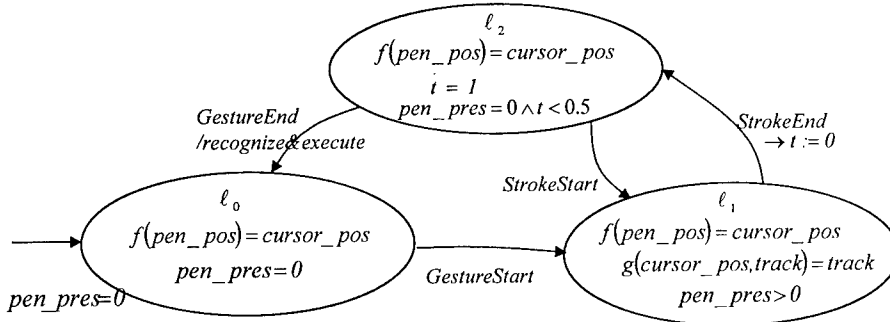 ℓ₂
f(pen_pos)=cursor_pos
ṫ = 1
pen_pres=0∧t<0.5
GestureEnd
/recognize&execute
StrokeEnd
→ t := 0
StrokeStart
ℓ₀
f(pen_pos)=cursor_pos
pen_pres=0
pen_pres=0
GestureStart
ℓ₁
f(pen_pos)=cursor_pos
g(cursor_pos,track)=track
pen_pres>0